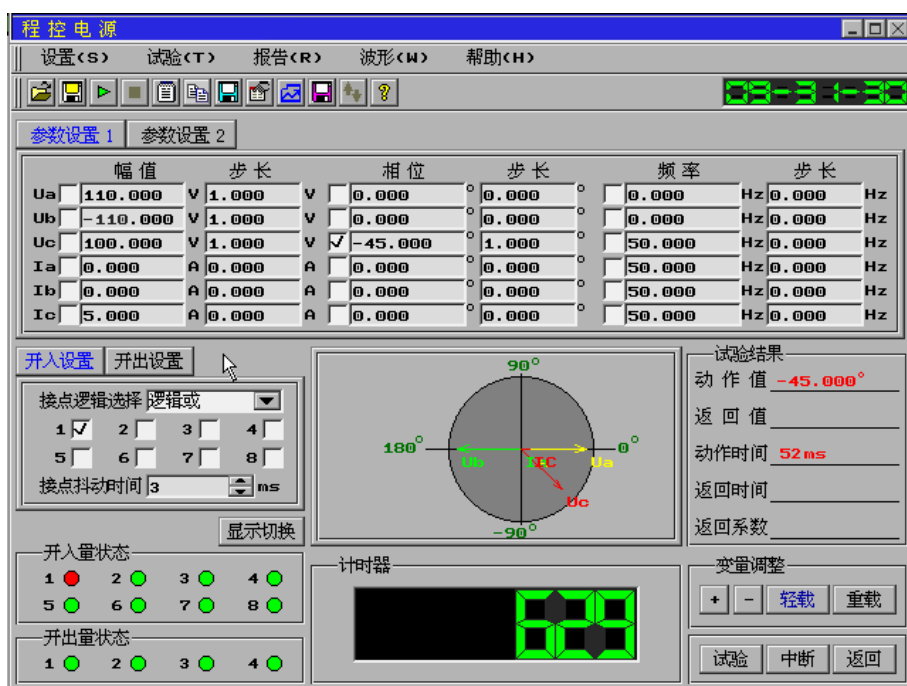 程控电源
设置(S) 试验(T) 报告(R) 波形(W) 帮助(H)
09-31-30
参数设置 1 参数设置 2
幅值 步长 相位 步长 频率 步长
Ua 110.000 V 1.000 V 0.000 ° 0.000 ° 0.000 Hz 0.000 Hz
Ub -110.000 V 1.000 V 0.000 ° 0.000 ° 0.000 Hz 0.000 Hz
Uc 100.000 V 1.000 V -45.000 ° 1.000 ° 50.000 Hz 0.000 Hz
Ia 0.000 A 0.000 A 0.000 ° 0.000 ° 50.000 Hz 0.000 Hz
Ib 0.000 A 0.000 A 0.000 ° 0.000 ° 50.000 Hz 0.000 Hz
Ic 5.000 A 0.000 A 0.000 ° 0.000 ° 50.000 Hz 0.000 Hz
开入设置 开出设置
接点逻辑选择 逻辑或
1 2 3 4
5 6 7 8
接点抖动时间 3 ms
显示切换
90°
180° 0°
Ub IC Ua
Uc
-90°
试验结果
动作值 -45.000°
返回值
动作时间 52ms
返回时间
返回系数
开入量状态
1 2 3 4
5 6 7 8
开出量状态
1 2 3 4
计时器
529
变量调整
+ - 轻载 重载
试验 中断 返回